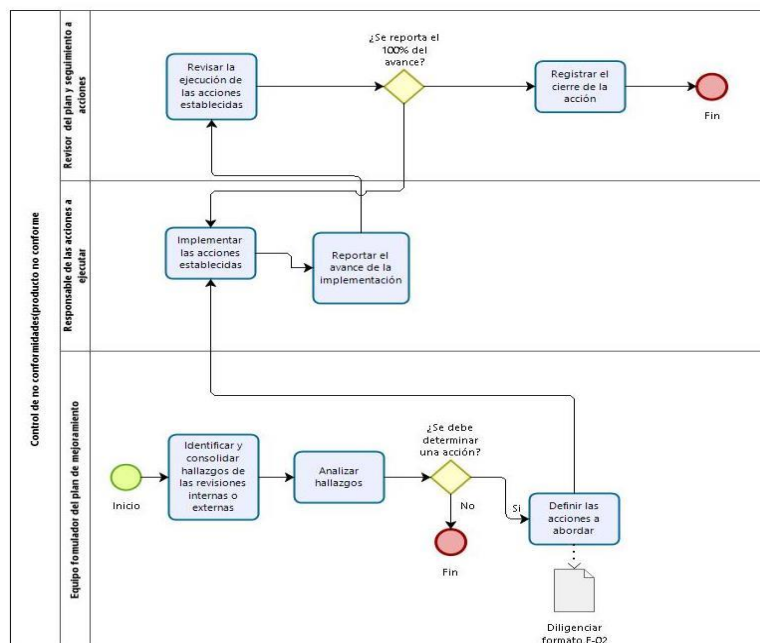 Control de no conformidades(producto no conforme
Revisor del plan y seguimiento a
acciones
Revisar la
ejecución de
las acciones
establecidas
¿Se reporta el
100% del
avance?
Registrar el
cierre de la
acción
Fin
Responsable de las acciones a
ejecutar
Implementar
las acciones
establecidas
Reportar el
avance de la
implementación
Equipo fomulador del plan de mejoramiento
Inicio
Identificar y
consolidar
hallazgos de
las revisiones
internas o
externas
Analizar
hallazgos
¿Se debe
determinar
una acción?
No
Si
Fin
Definir las
acciones a
abordar
Diligenciar
formato F-02